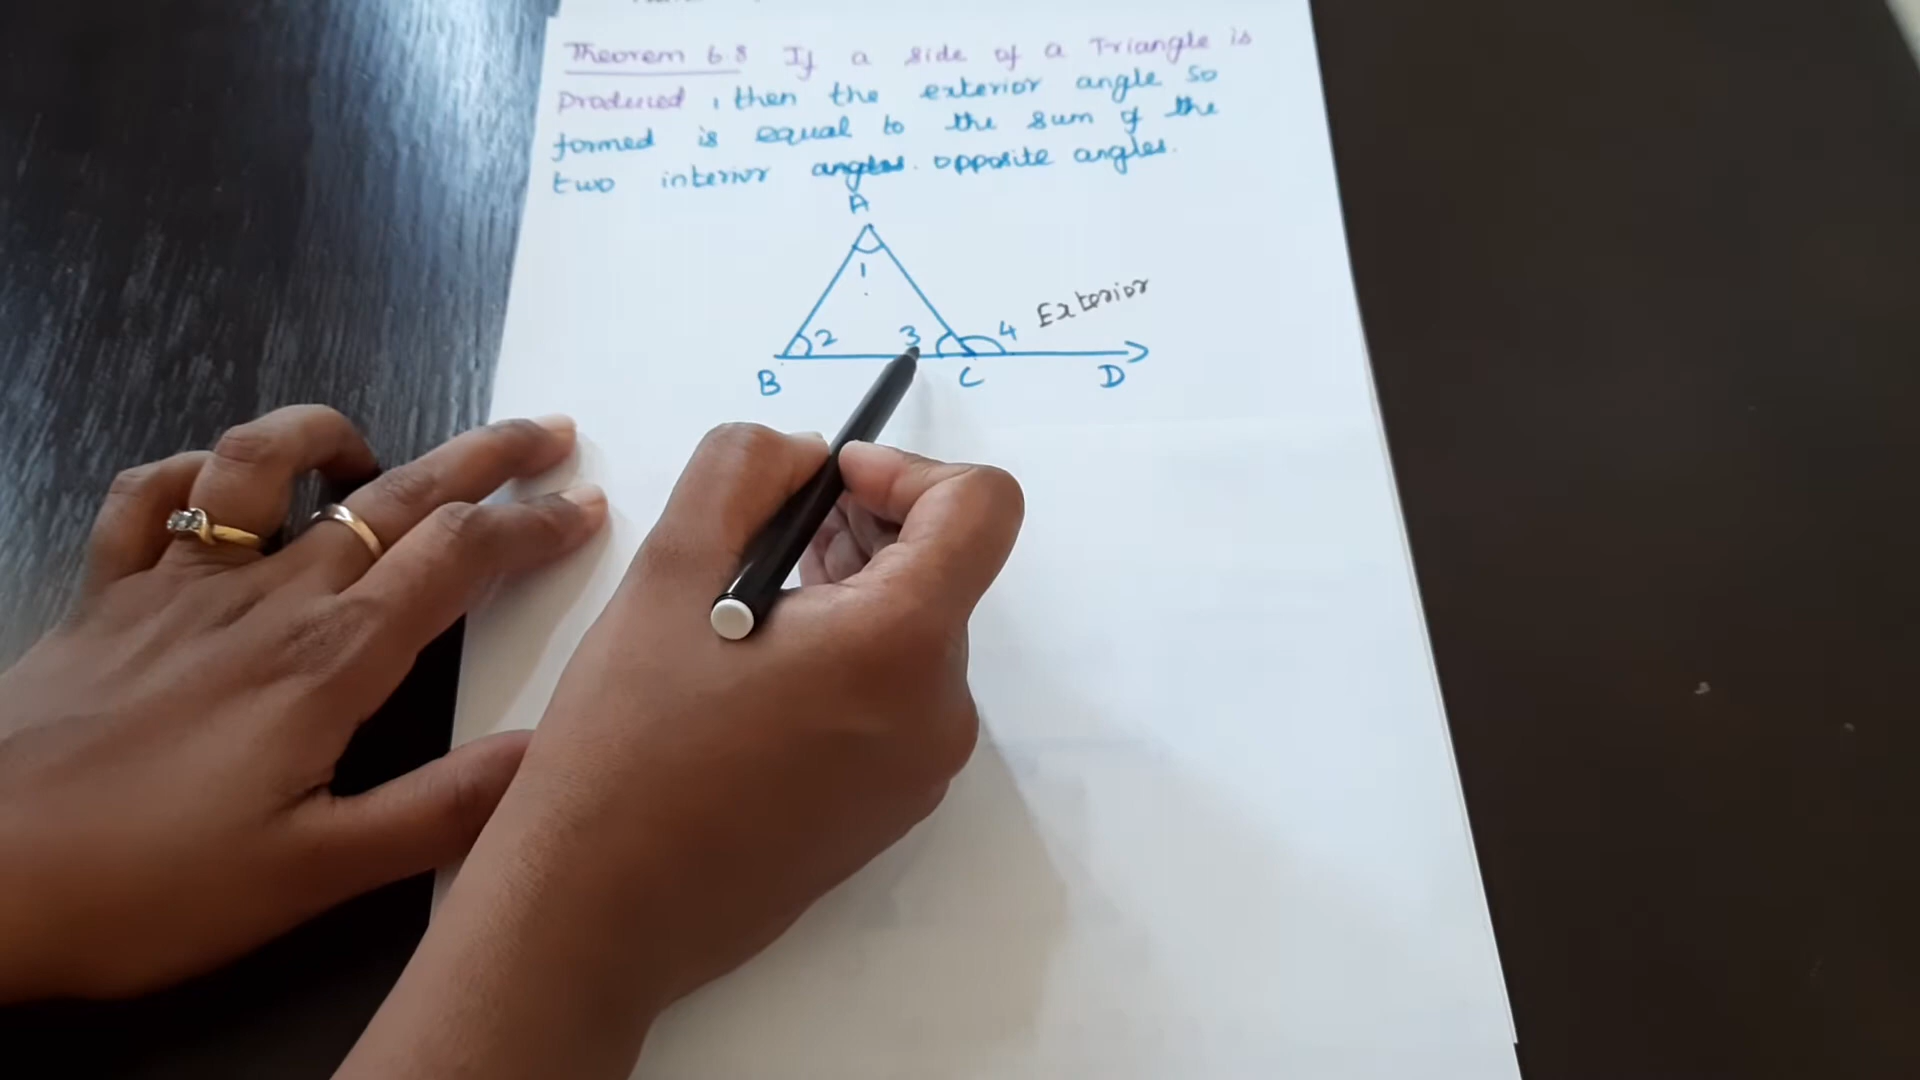 Theorem 6.8 If a side of a Triangle is
produced, then the exterior angle so
formed is equal to the sum of the
two interior angles. opposite angles.
A
1
Exterior
2 3 4
B C D